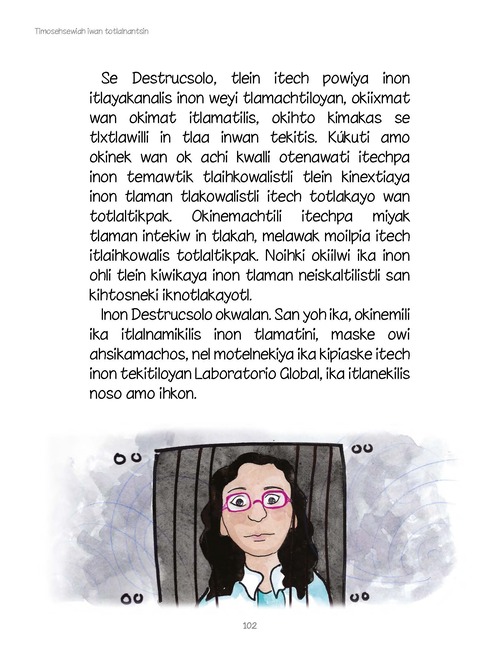 Timosehsewiah iwan totlalnantsin
Se Destrucsolo, tlein itech powiya inon
itlayakanalis inon weyi tlamachtiloyan, okiixmat
wan okimat itlamatilis, okihto kimakas se
tlxtlawilli in tlaa inwan tekitis. Kúkuti amo
okinek wan ok achi kwalli otenawati itechpa
inon temawtik tlaihkowalistli tlein kinextiaya
inon tlaman tlakowalistli itech totlakayo wan
totlaltikpak. Okinemachtili itechpa miyak
tlaman intekiw in tlakah, melawak moilpia itech
itlaihkowalis totlaltikpak. Noihki okiilwi ika inon
ohli tlein kiwikaya inon tlaman neiskaltilistli san
kihtosneki iknotlakayotl.
Inon Destrucsolo okwalan. San yoh ika, okinemili
ika itlalnamikilis inon tlamatini, maske owi
ahsikamachos, nel motelnekiya ika kipiaske itech
inon tekitiloyan Laboratorio Global, ika itlanekilis
noso amo ihkon.
102